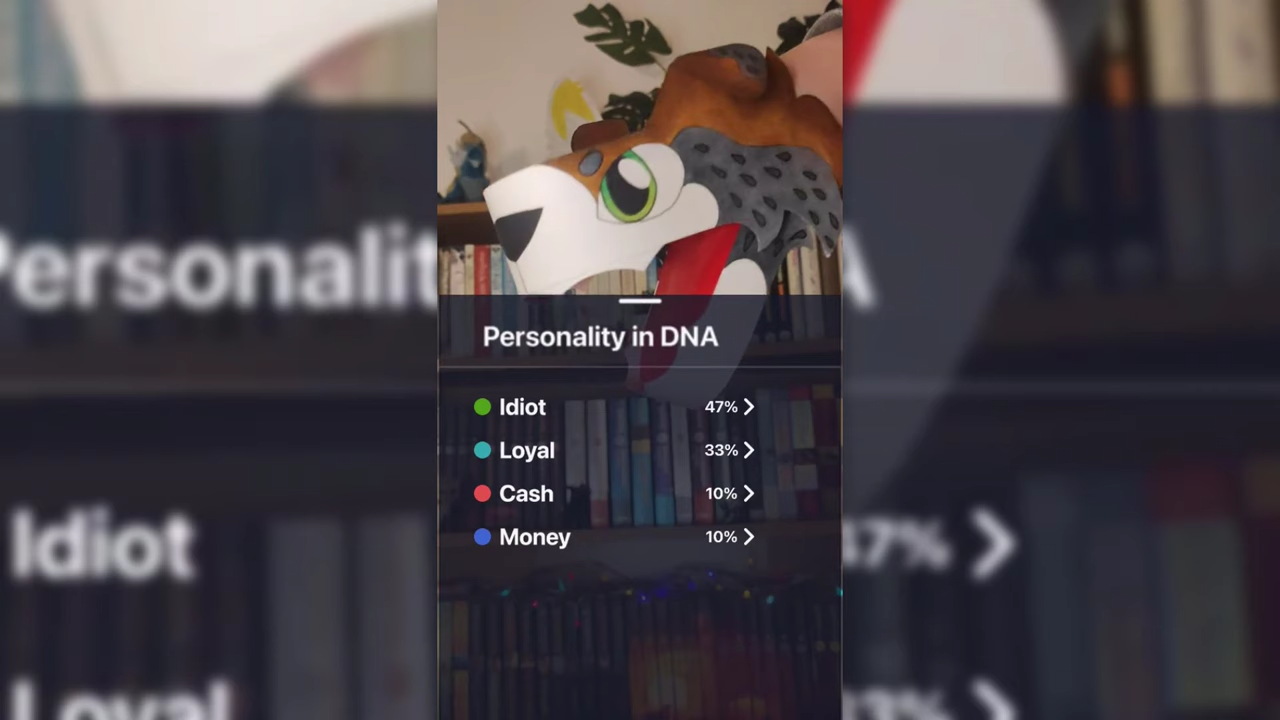 Personality in DNA
Idiot 47%
Loyal 33%
Cash 10%
Money 10%